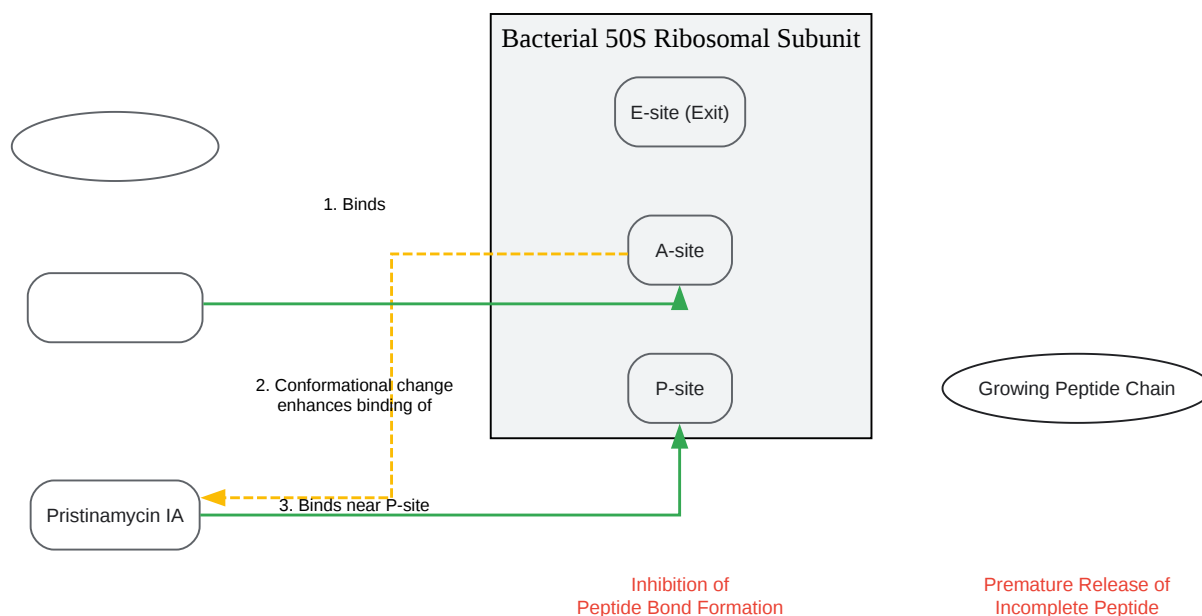 Bacterial 50S Ribosomal Subunit
E-site (Exit)
1. Binds
A-site
2. Conformational change
enhances binding of
P-site
Growing Peptide Chain
Pristinamycin IA
3. Binds near P-site
Inhibition of
Peptide Bond Formation
Premature Release of
Incomplete Peptide